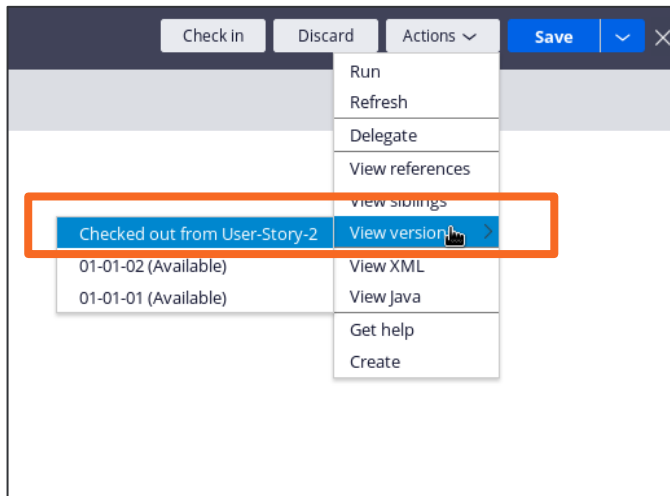 Check in Discard Actions Save
Run
Refresh
Delegate
View references
View siblings
Checked out from User-Story-2 View version
01-01-02 (Available) View XML
01-01-01 (Available) View Java
Get help
Create